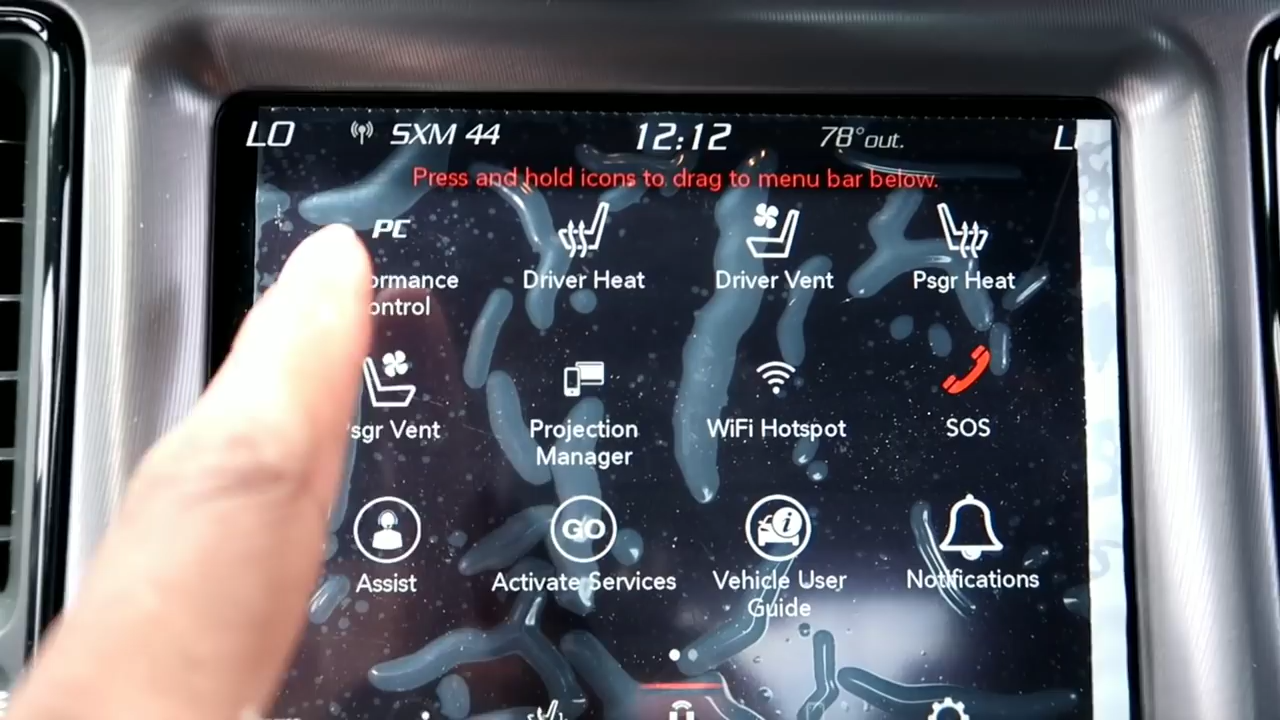 LO SXM 44 12:12 78° out. L
Press and hold icons to drag to menu bar below.
PC
ormance
ontrol
Driver Heat
Driver Vent
Psgr Heat
sgr Vent
Projection
Manager
WiFi Hotspot
SOS
Assist
GO
Activate Services
i
Vehicle User
Guide
Notifications